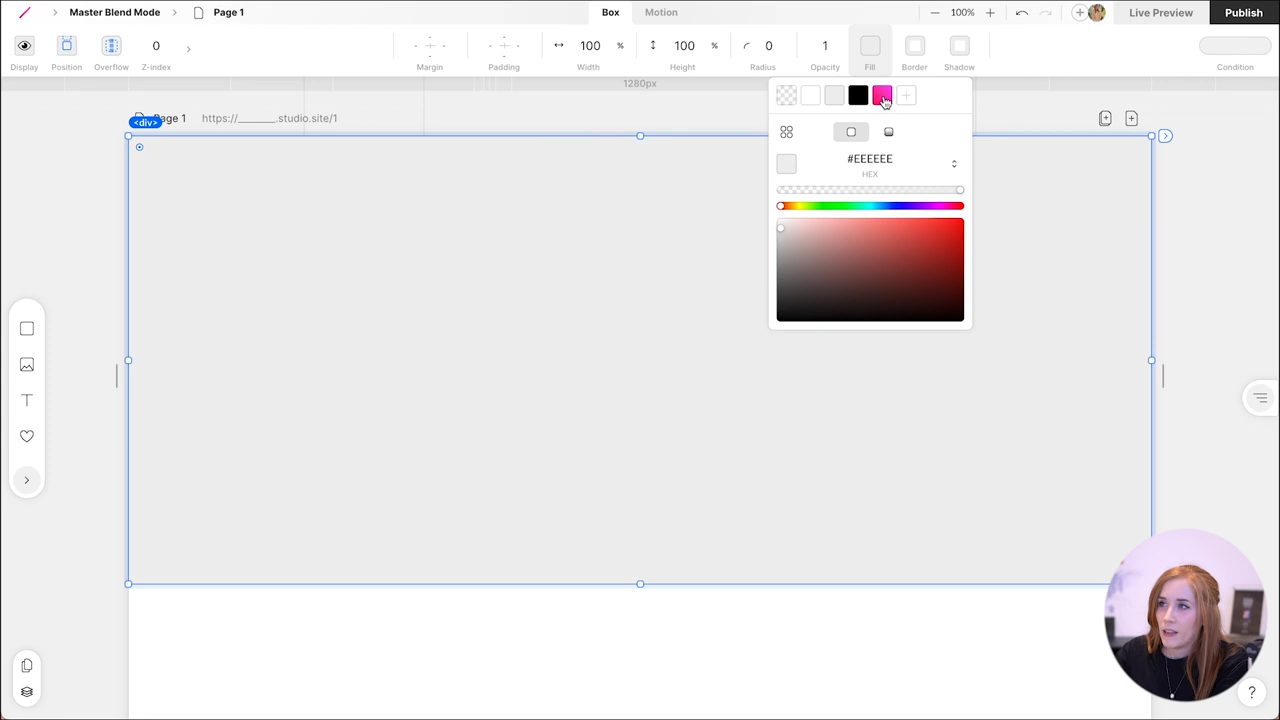 Master Blend Mode
Page 1
Box
Motion
100%
Live Preview
Publish
0
100 %
100 %
0
1
Display
Position
Overflow
Z-index
Margin
Padding
Width
Height
Radius
Opacity
Fill
Border
Shadow
Condition
1280px
<div>
Page 1
https://________.studio.site/1
#EEEEEE
HEX
T
?